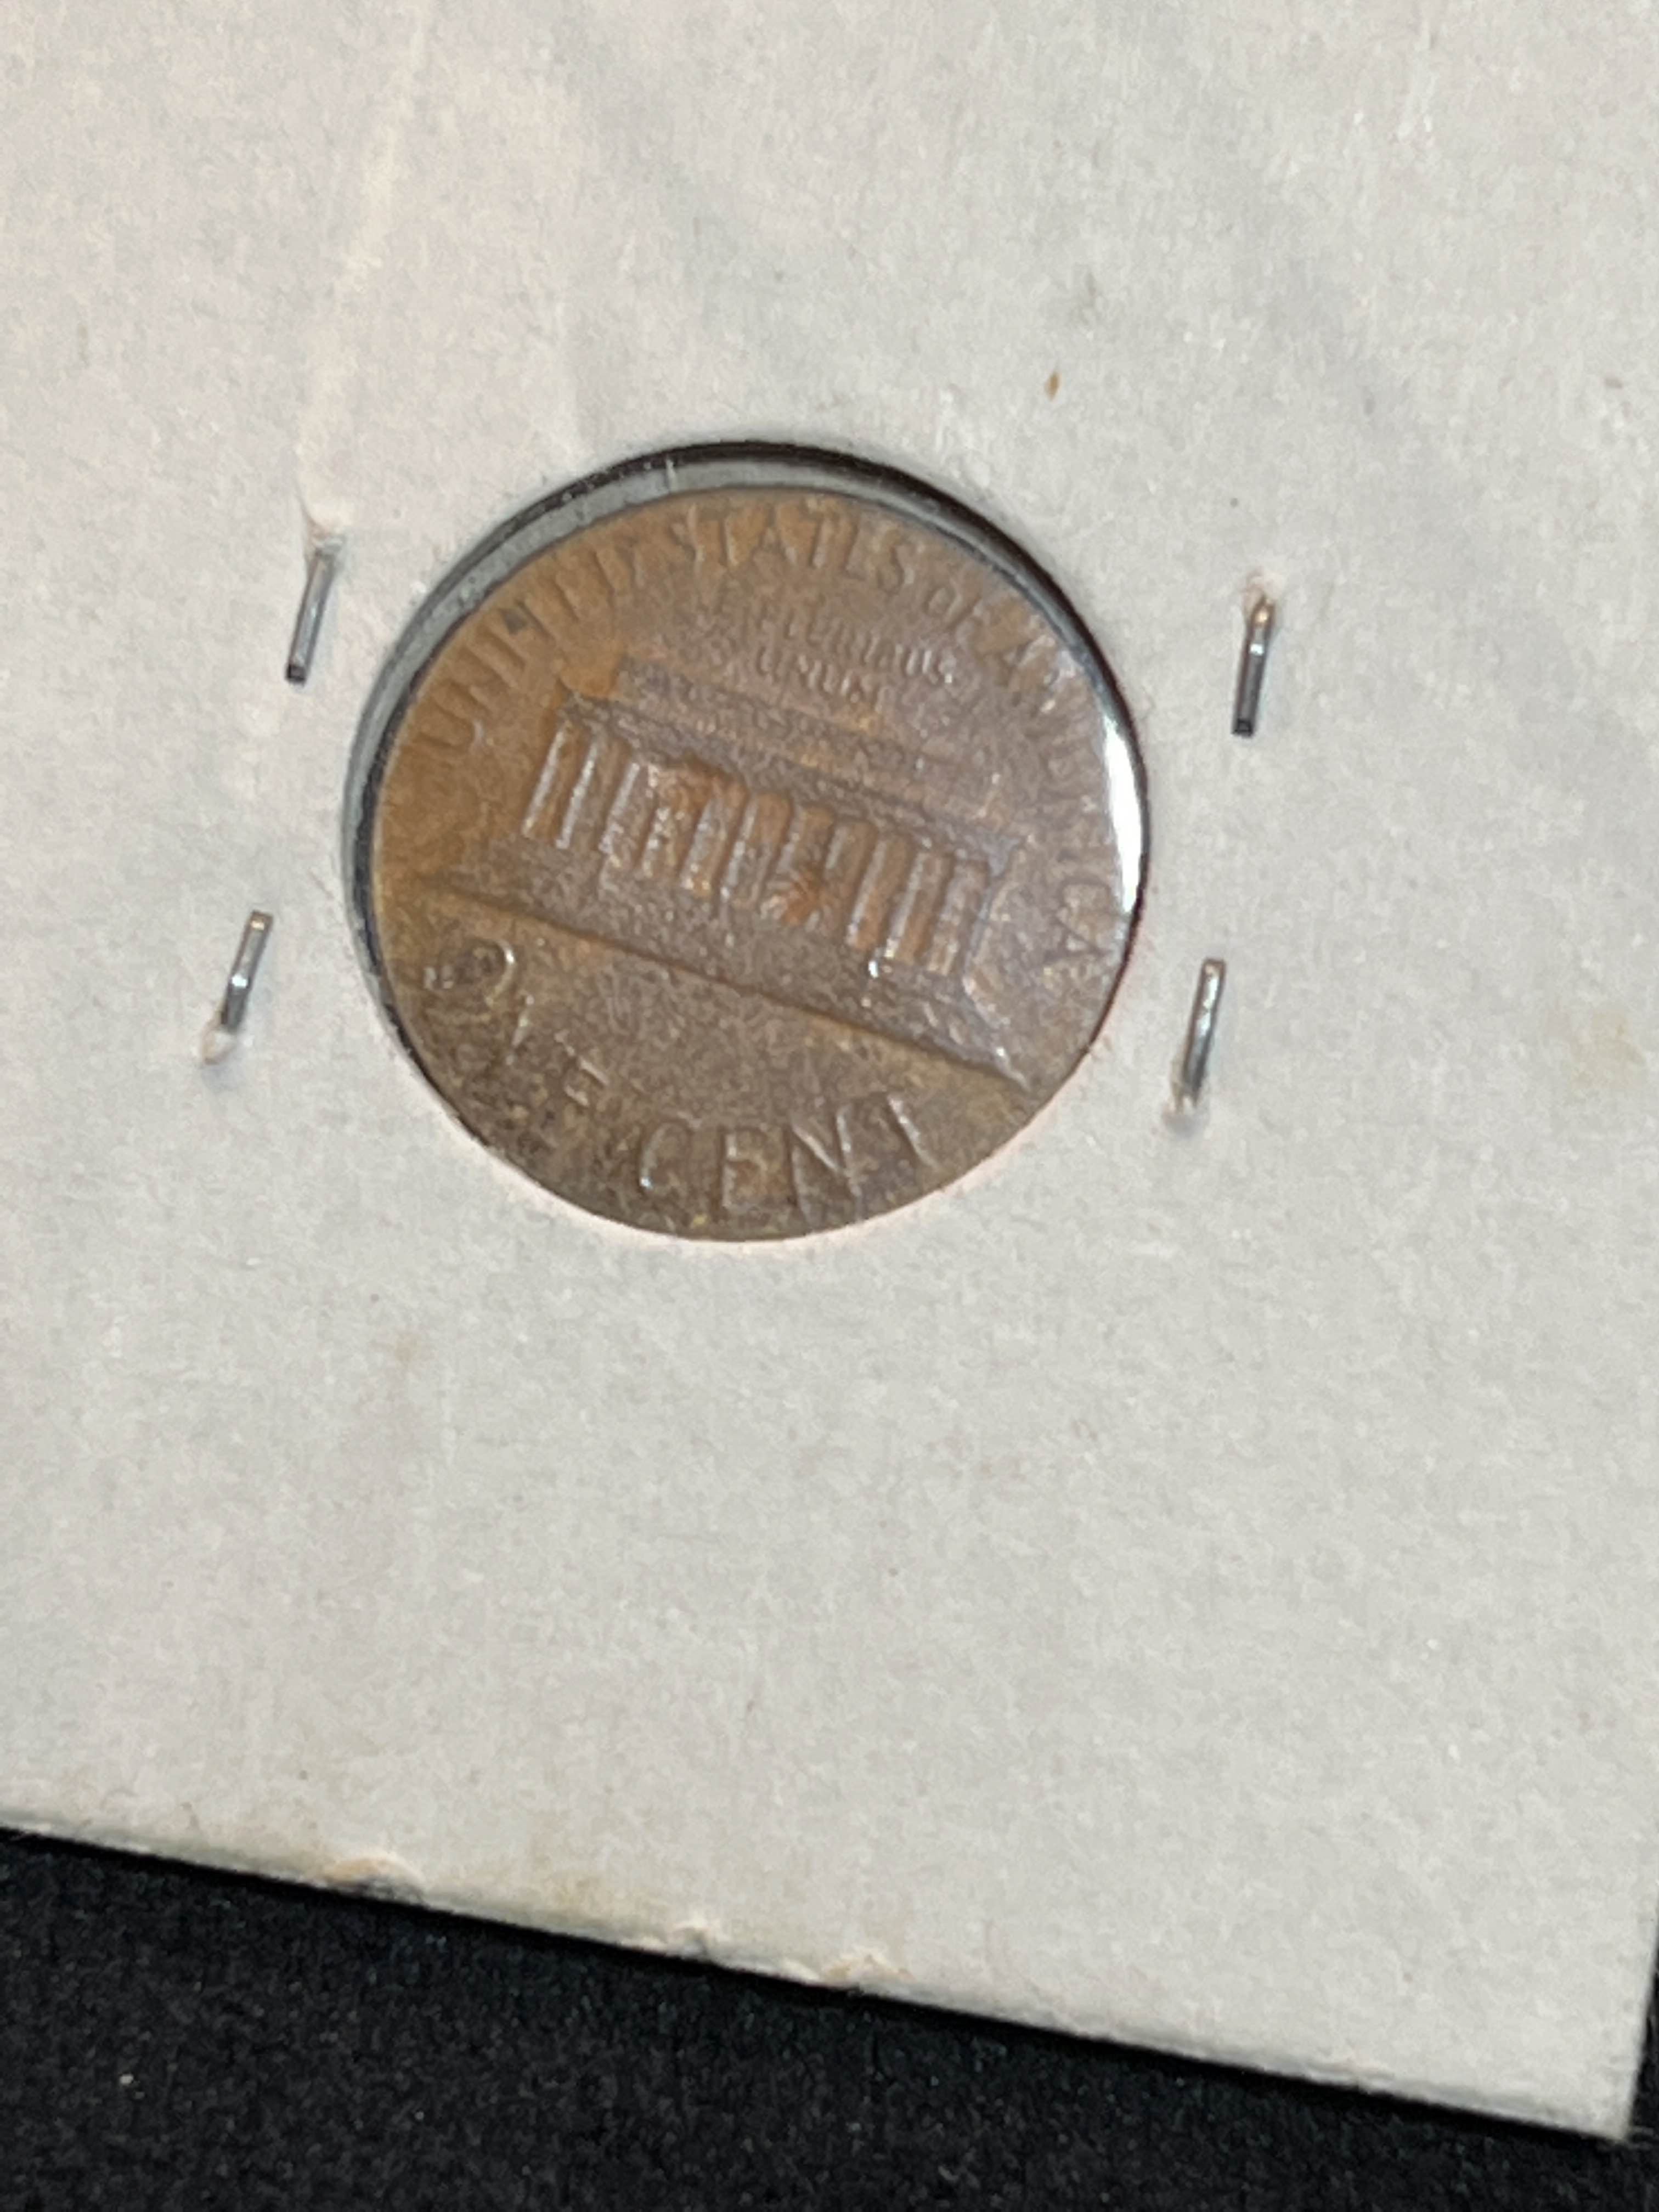 UNITED STATES OF AMERICA
E PLURIBUS
UNUM
ONE CENT